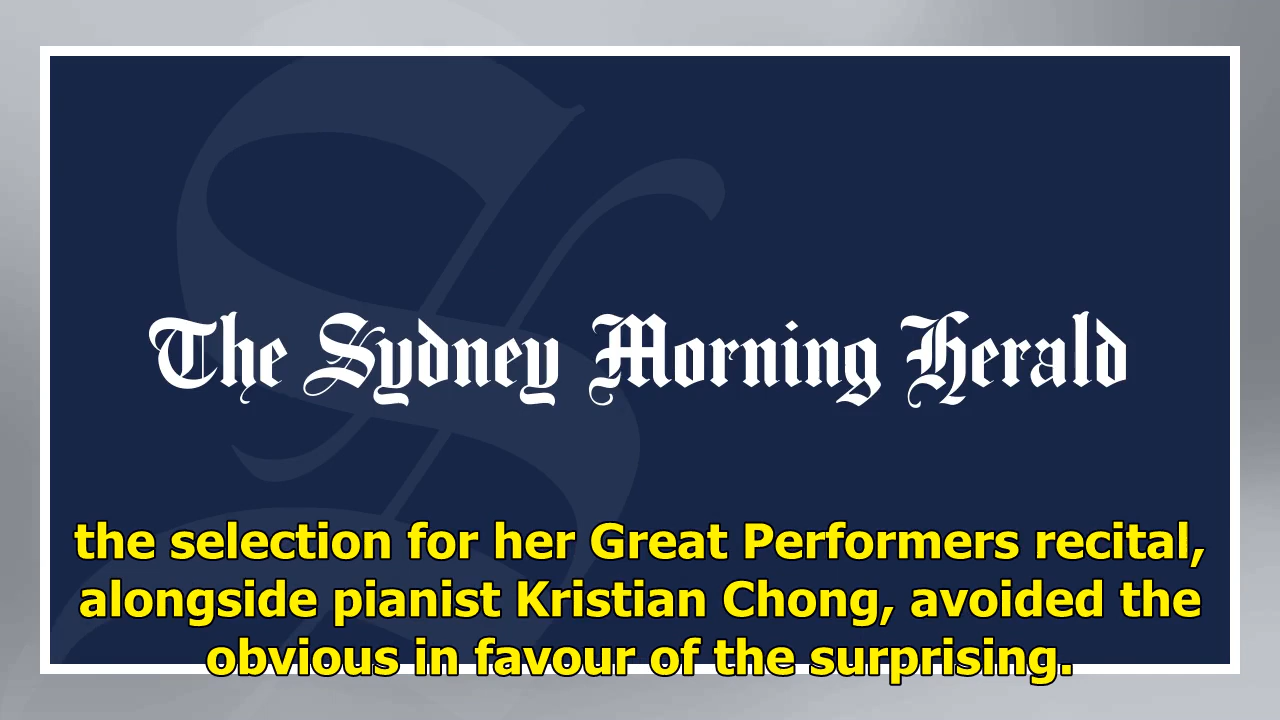 The Sydney Morning Herald
the selection for her Great Performers recital,
alongside pianist Kristian Chong, avoided the
obvious in favour of the surprising.